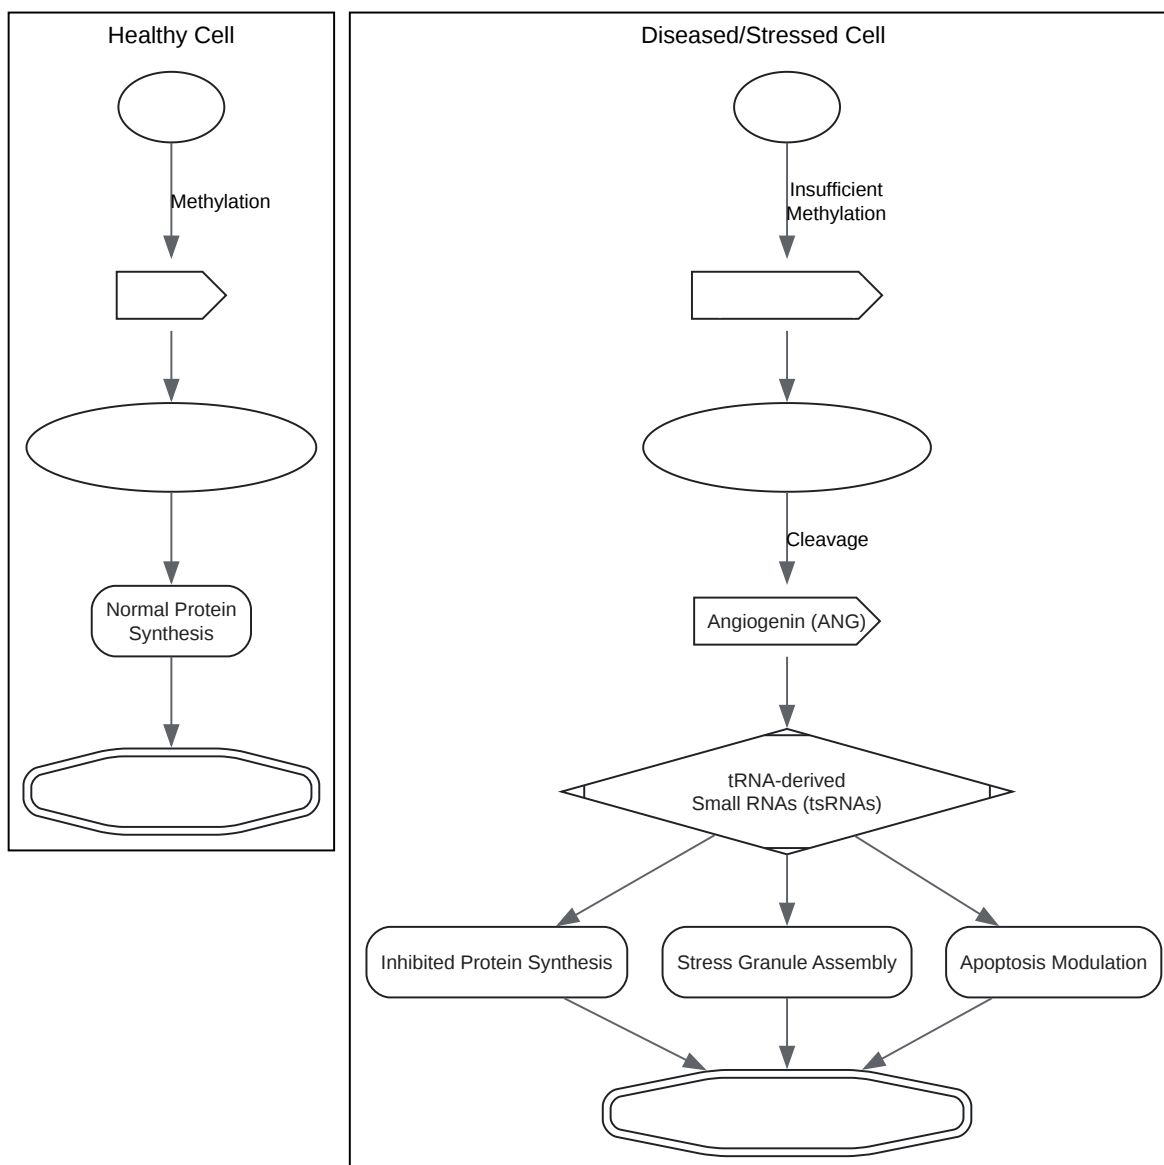 Healthy Cell
Methylation
Normal Protein
Synthesis
Diseased/Stressed Cell
Insufficient
Methylation
Cleavage
Angiogenin (ANG)
tRNA-derived
Small RNAs (tsRNAs)
Inhibited Protein Synthesis
Stress Granule Assembly
Apoptosis Modulation